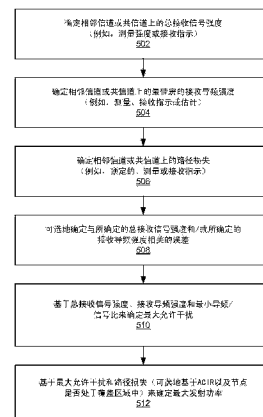 确定相邻信道或共信道上的总接收信号强度
(例如，测量强度或接收指示)
502
确定相邻信道或共信道上的最佳宏的接收导频强度
(例如，测量、接收指示或估计)
504
确定相邻信道或共信道上的路径损失
(例如，预定的、测量或接收指示)
506
可选地确定与所确定的总接收信号强度和/或所确定的
接收导频强度相关的误差
508
基于总接收信号强度、接收导频强度和最小导频/
信号比来确定最大允许干扰
510
基于最大允许干扰和路径损失(可选地基于ACIR以及节点
是否处于覆盖区域中)来确定最大发射功率
512